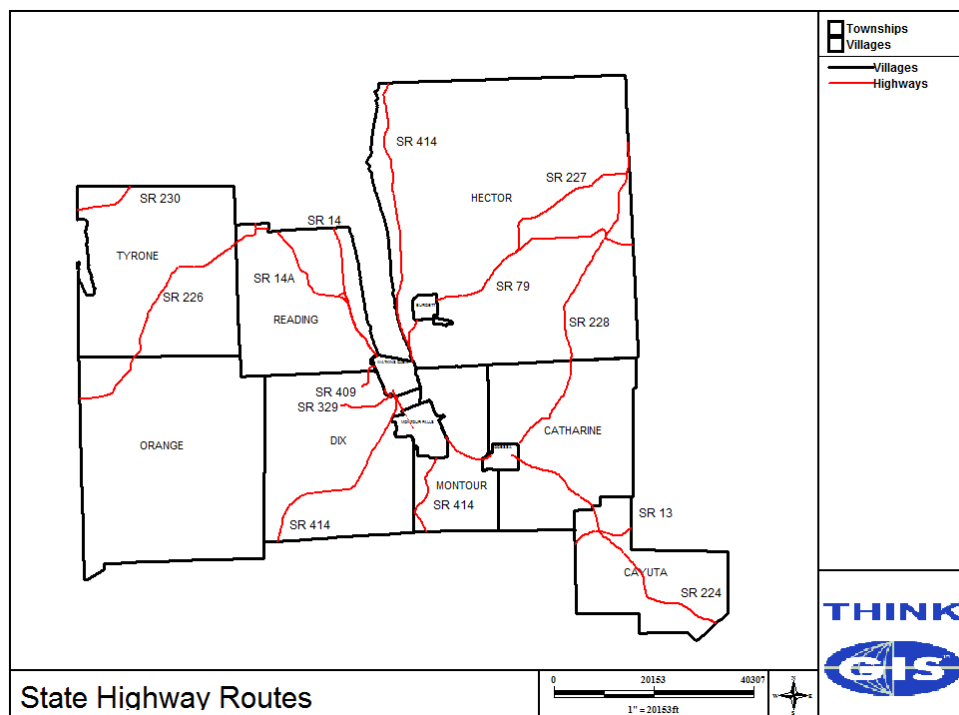 Townships
Villages
Villages
Highways
SR 414
SR 227
HECTOR
SR 230
SR 14
TYRONE
SR 14A
SR 79
SR 226
READING
SR 228
SR 409
SR 329
DIX
ORANGE
CATHARINE
MONTOUR
SR 414
SR 414
SR 13
CAYUTA
SR 224
THINK
GIS
State Highway Routes
0 20153 40307
1" = 20153ft